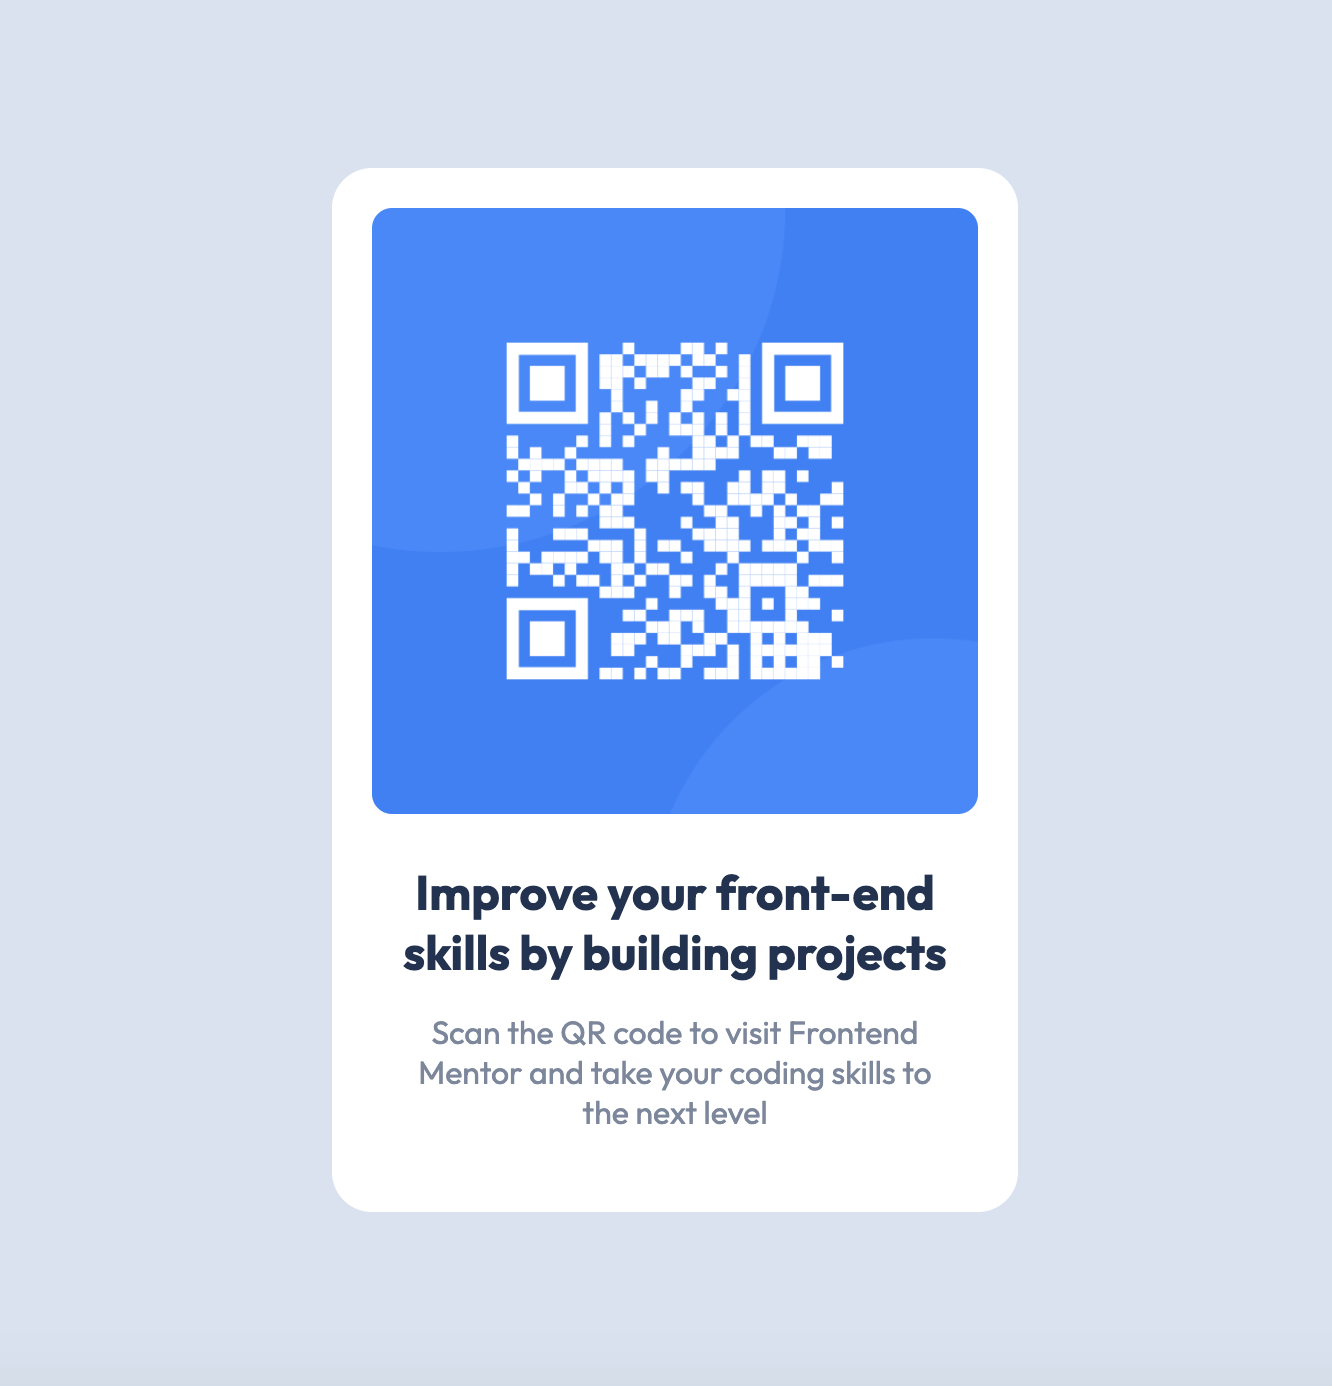 Improve your front-end
skills by building projects
Scan the QR code to visit Frontend
Mentor and take your coding skills to
the next level